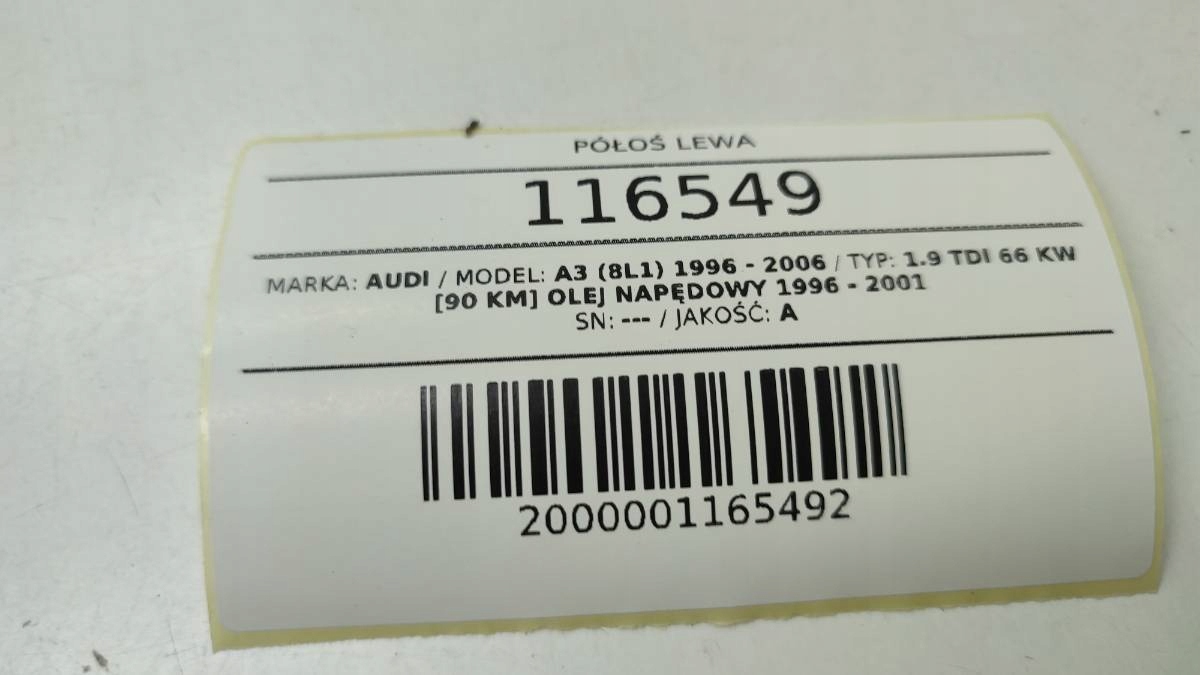 PÓŁOŚ LEWA
116549
MARKA: AUDI / MODEL: A3 (8L1) 1996 - 2006 / TYP: 1.9 TDI 66 KW
[90 KM] OLEJ NAPĘDOWY 1996 - 2001
SN: --- / JAKOŚĆ: A
2000001165492